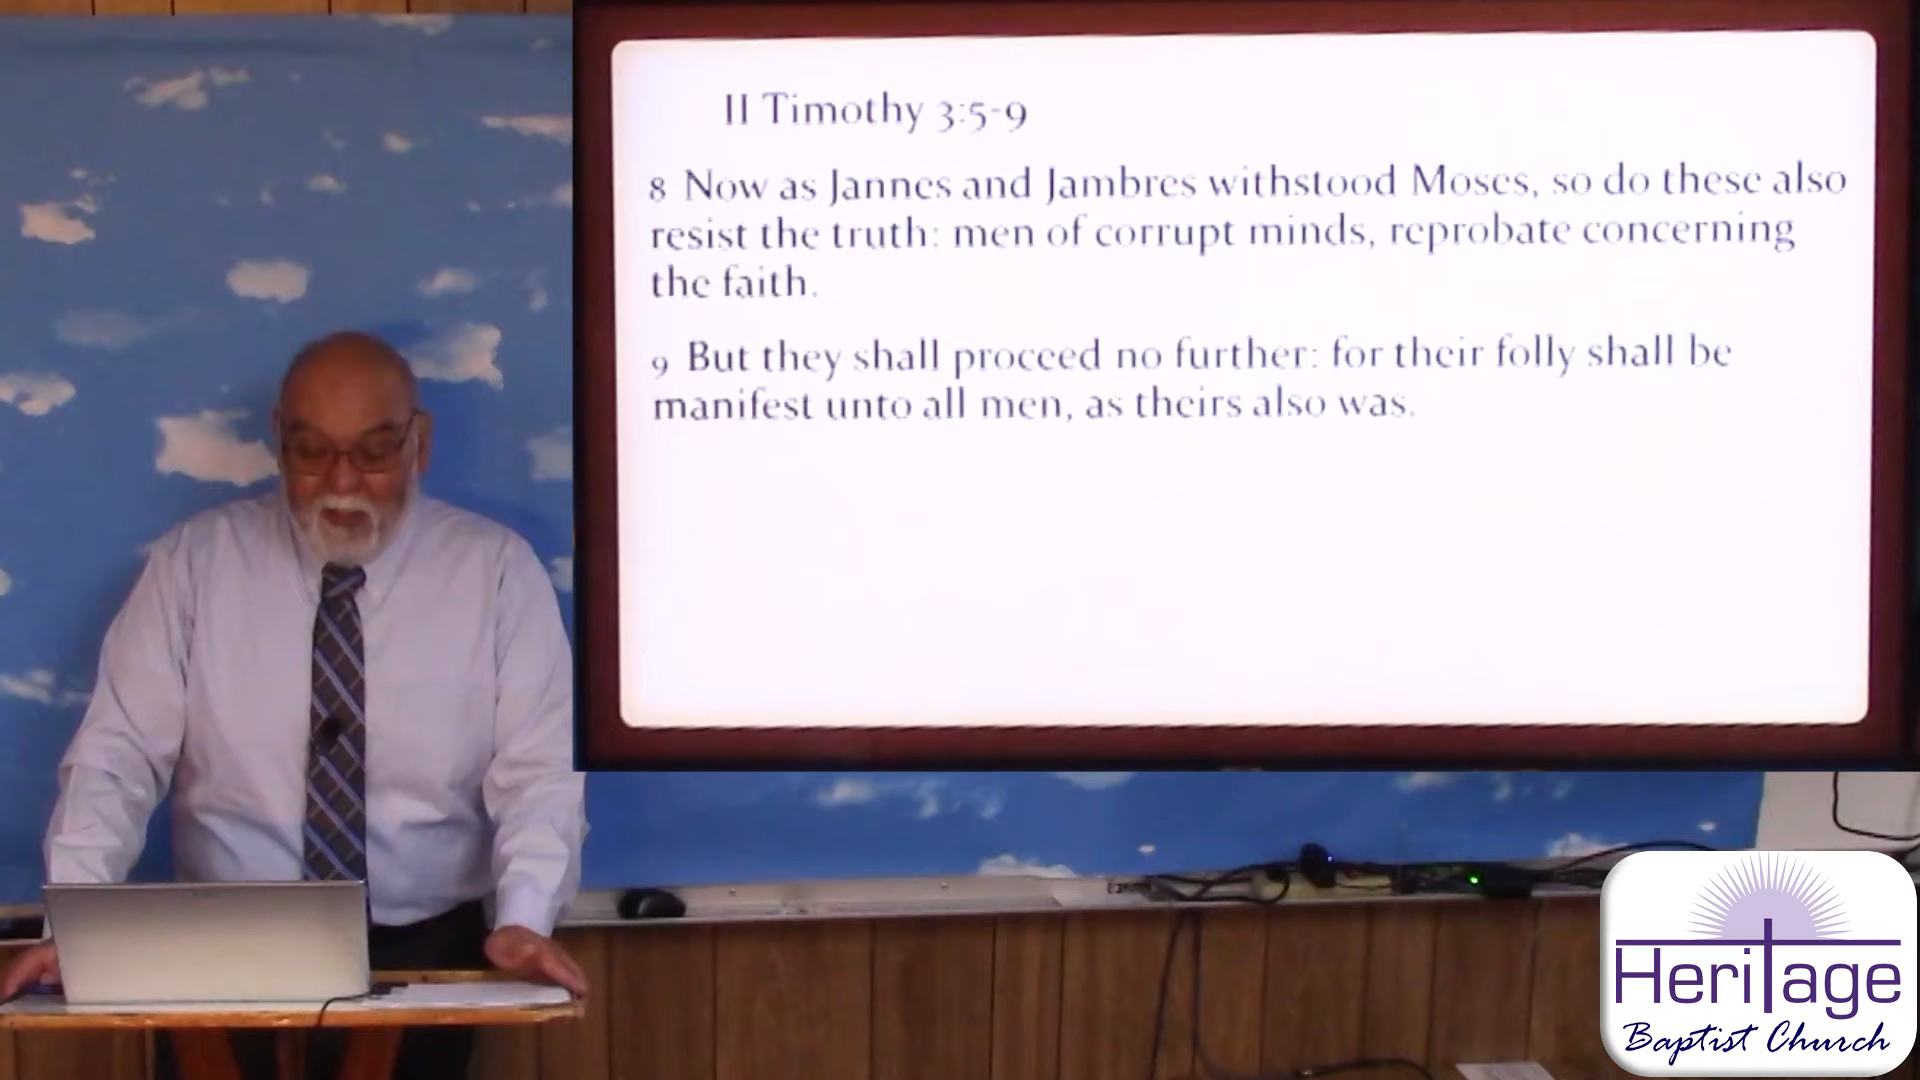 II Timothy 3:5-9
8 Now as Jannes and Jambres withstood Moses, so do these also
resist the truth: men of corrupt minds, reprobate concerning
the faith.
9 But they shall proceed no further: for their folly shall be
manifest unto all men, as theirs also was.
Heritage
Baptist Church